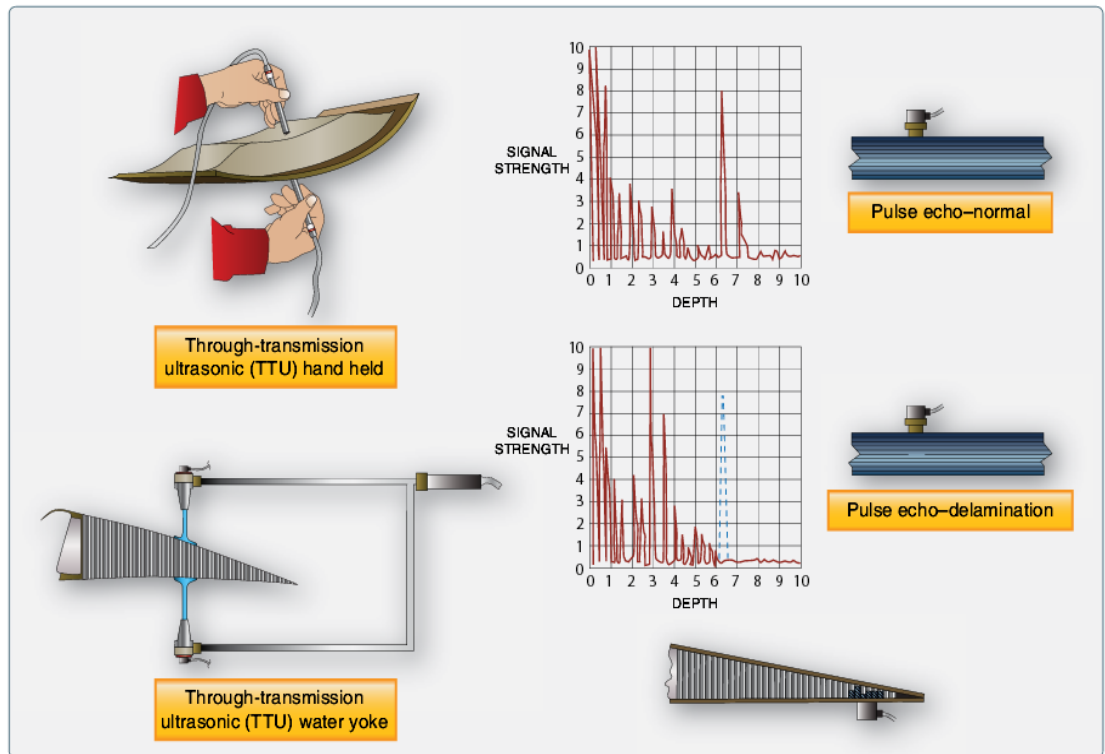 Through-transmission
ultrasonic (TTU) hand held
SIGNAL
STRENGTH
10
9
8
7
6
5
4
3
2
1
0
0 1 2 3 4 5 6 7 8 9 10
DEPTH
Pulse echo–normal
Through-transmission
ultrasonic (TTU) water yoke
SIGNAL
STRENGTH
10
9
8
7
6
5
4
3
2
1
0
0 1 2 3 4 5 6 7 8 9 10
DEPTH
Pulse echo–delamination